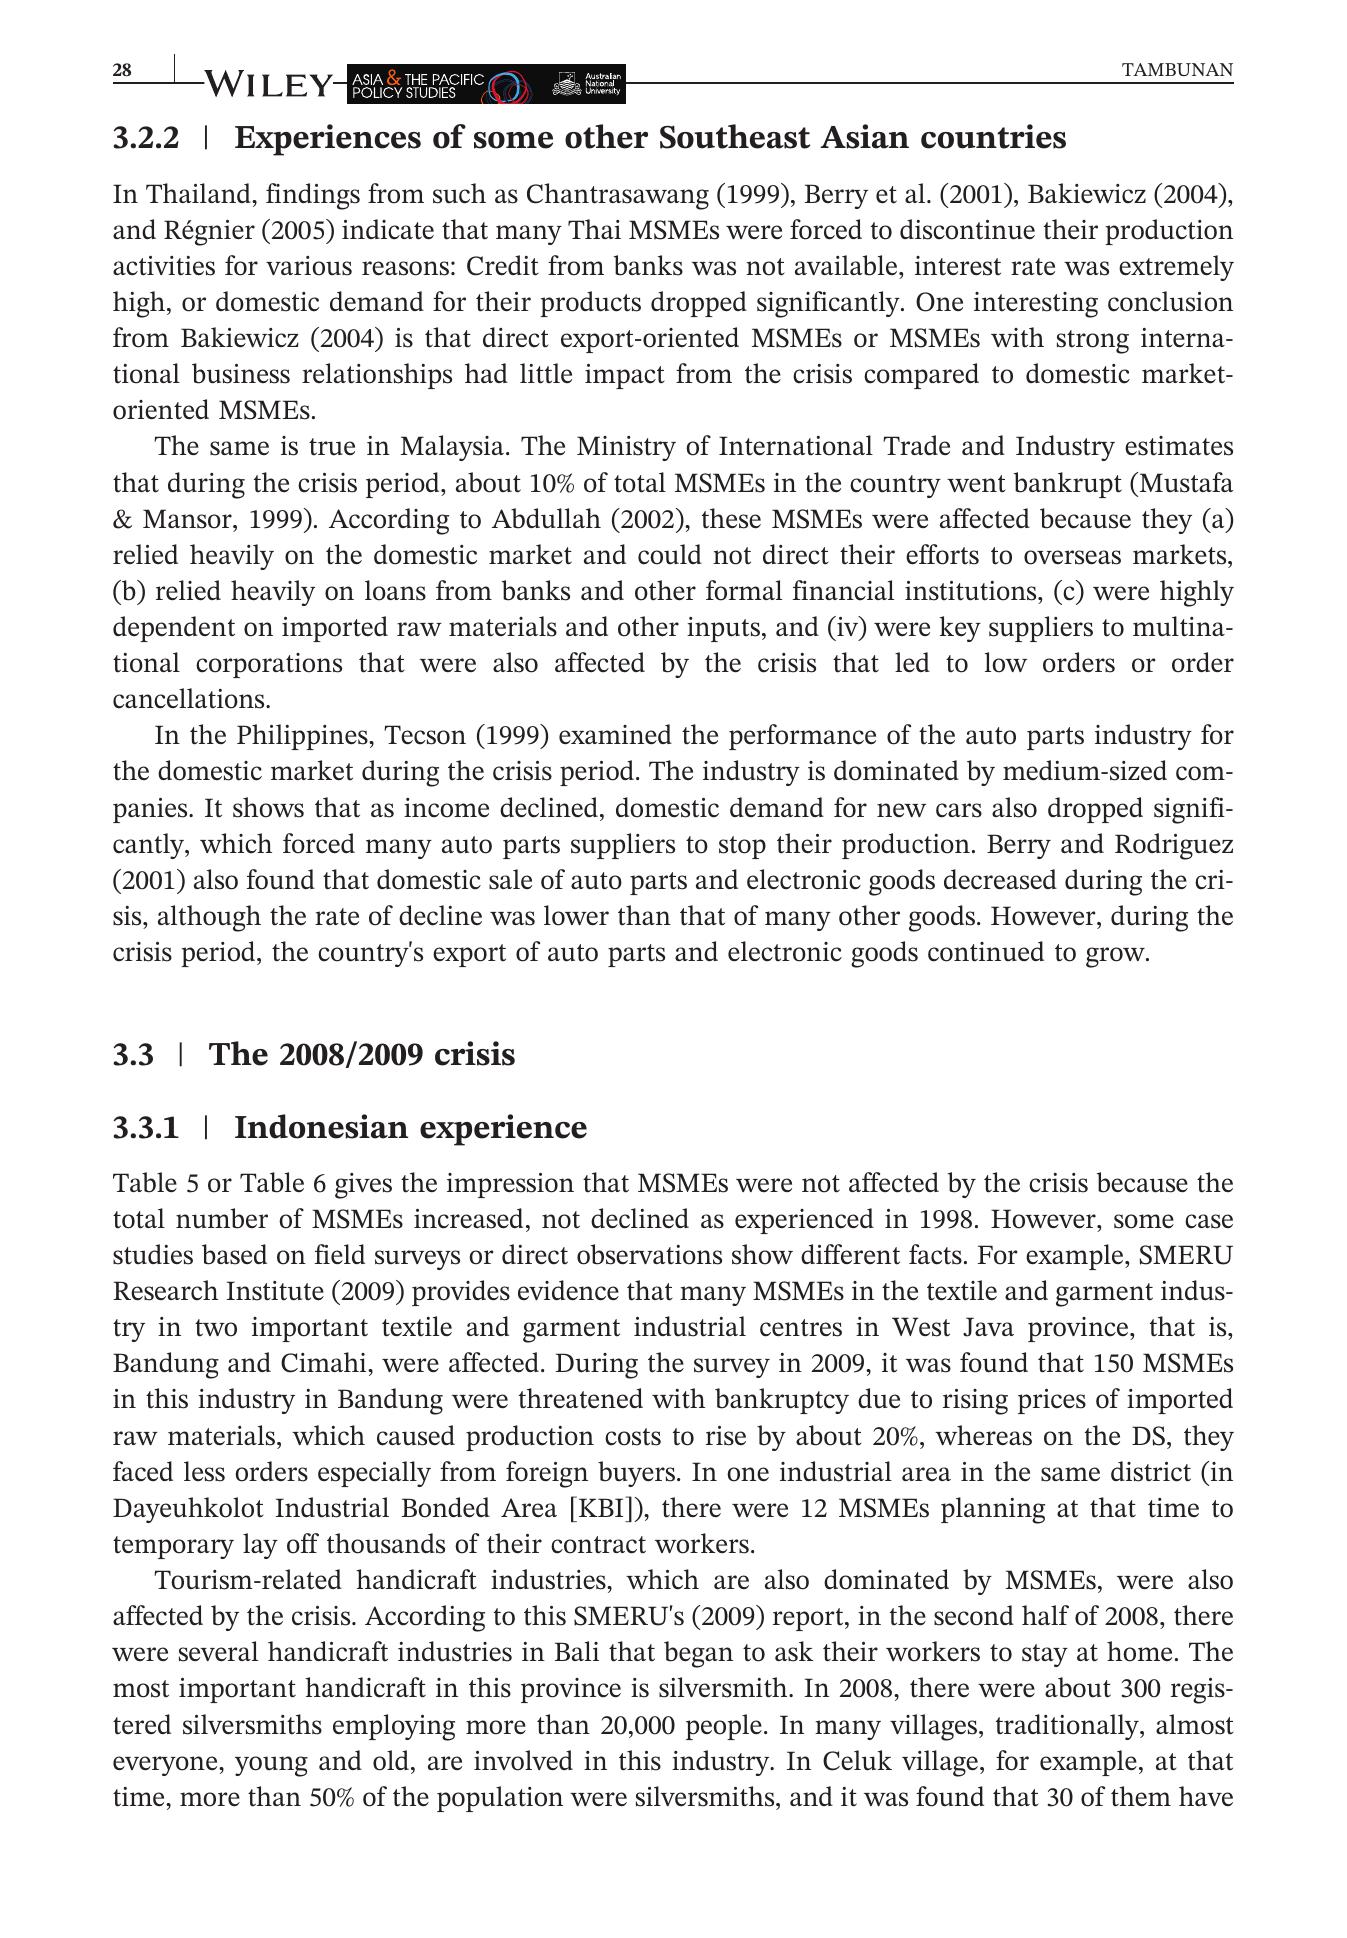 28
WILEY
ASIA & THE PACIFIC
POLICY STUDIES
Australian
National
University
TAMBUNAN
3.2.2 | Experiences of some other Southeast Asian countries
In Thailand, findings from such as Chantrasawang (1999), Berry et al. (2001), Bakiewicz (2004),
and Régnier (2005) indicate that many Thai MSMEs were forced to discontinue their production
activities for various reasons: Credit from banks was not available, interest rate was extremely
high, or domestic demand for their products dropped significantly. One interesting conclusion
from Bakiewicz (2004) is that direct export-oriented MSMEs or MSMEs with strong interna-
tional business relationships had little impact from the crisis compared to domestic market-
oriented MSMEs.
The same is true in Malaysia. The Ministry of International Trade and Industry estimates
that during the crisis period, about 10% of total MSMEs in the country went bankrupt (Mustafa
& Mansor, 1999). According to Abdullah (2002), these MSMEs were affected because they (a)
relied heavily on the domestic market and could not direct their efforts to overseas markets,
(b) relied heavily on loans from banks and other formal financial institutions, (c) were highly
dependent on imported raw materials and other inputs, and (iv) were key suppliers to multina-
tional corporations that were also affected by the crisis that led to low orders or order
cancellations.
In the Philippines, Tecson (1999) examined the performance of the auto parts industry for
the domestic market during the crisis period. The industry is dominated by medium-sized com-
panies. It shows that as income declined, domestic demand for new cars also dropped signifi-
cantly, which forced many auto parts suppliers to stop their production. Berry and Rodriguez
(2001) also found that domestic sale of auto parts and electronic goods decreased during the cri-
sis, although the rate of decline was lower than that of many other goods. However, during the
crisis period, the country's export of auto parts and electronic goods continued to grow.
3.3 | The 2008/2009 crisis
3.3.1 | Indonesian experience
Table 5 or Table 6 gives the impression that MSMEs were not affected by the crisis because the
total number of MSMEs increased, not declined as experienced in 1998. However, some case
studies based on field surveys or direct observations show different facts. For example, SMERU
Research Institute (2009) provides evidence that many MSMEs in the textile and garment indus-
try in two important textile and garment industrial centres in West Java province, that is,
Bandung and Cimahi, were affected. During the survey in 2009, it was found that 150 MSMEs
in this industry in Bandung were threatened with bankruptcy due to rising prices of imported
raw materials, which caused production costs to rise by about 20%, whereas on the DS, they
faced less orders especially from foreign buyers. In one industrial area in the same district (in
Dayeuhkolot Industrial Bonded Area [KBI]), there were 12 MSMEs planning at that time to
temporary lay off thousands of their contract workers.
Tourism-related handicraft industries, which are also dominated by MSMEs, were also
affected by the crisis. According to this SMERU's (2009) report, in the second half of 2008, there
were several handicraft industries in Bali that began to ask their workers to stay at home. The
most important handicraft in this province is silversmith. In 2008, there were about 300 regis-
tered silversmiths employing more than 20,000 people. In many villages, traditionally, almost
everyone, young and old, are involved in this industry. In Celuk village, for example, at that
time, more than 50% of the population were silversmiths, and it was found that 30 of them have